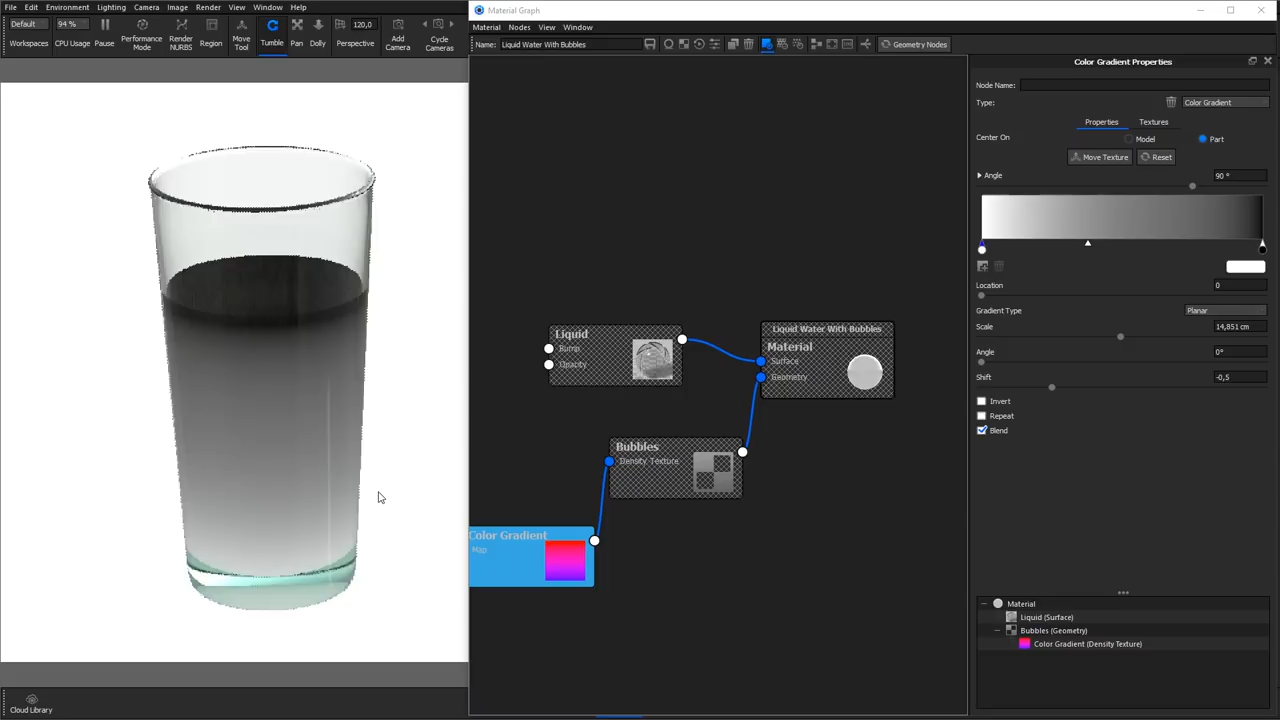 File Edit Environment Lighting Camera Image Render View Window Help
Default
94 %
120,0
Workspaces
CPU Usage
Pause
Performance Mode
Render NURBS
Region
Move Tool
Tumble
Pan
Dolly
Perspective
Add Camera
Cycle Cameras
Cloud Library
Material Graph
Material Nodes View Window
Name: Liquid Water With Bubbles
Geometry Nodes
Liquid
Bump
Opacity
Liquid Water With Bubbles
Material
Surface
Geometry
Bubbles
Density Texture
Color Gradient
Map
Color Gradient Properties
Node Name:
Type: Color Gradient
Properties Textures
Center On Model Part
Move Texture Reset
Angle 90 °
Location 0
Gradient Type Planar
Scale 14,851 cm
Angle 0°
Shift -0,5
Invert
Repeat
Blend
Material
Liquid (Surface)
Bubbles (Geometry)
Color Gradient (Density Texture)